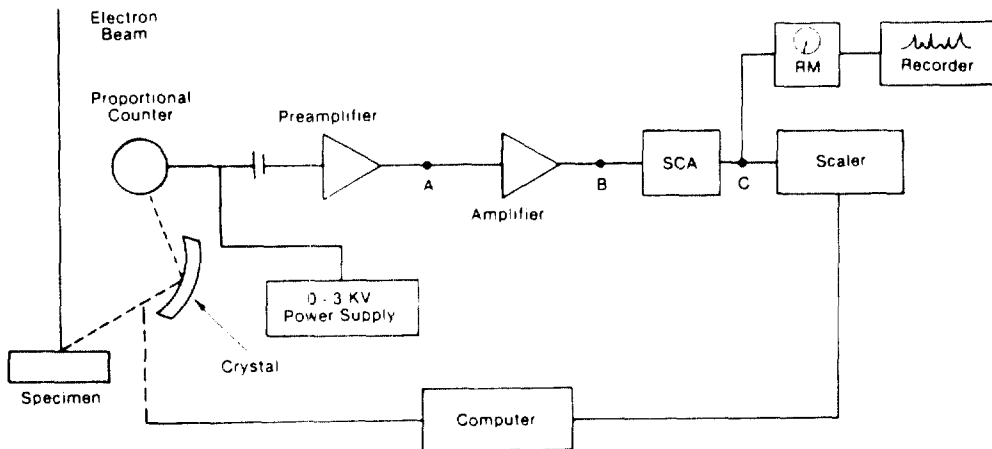 Electron
Beam
Proportional
Counter
Preamplifier
A
Amplifier
B
SCA
C
RM
Recorder
Scaler
0 - 3 KV
Power Supply
Crystal
Specimen
Computer